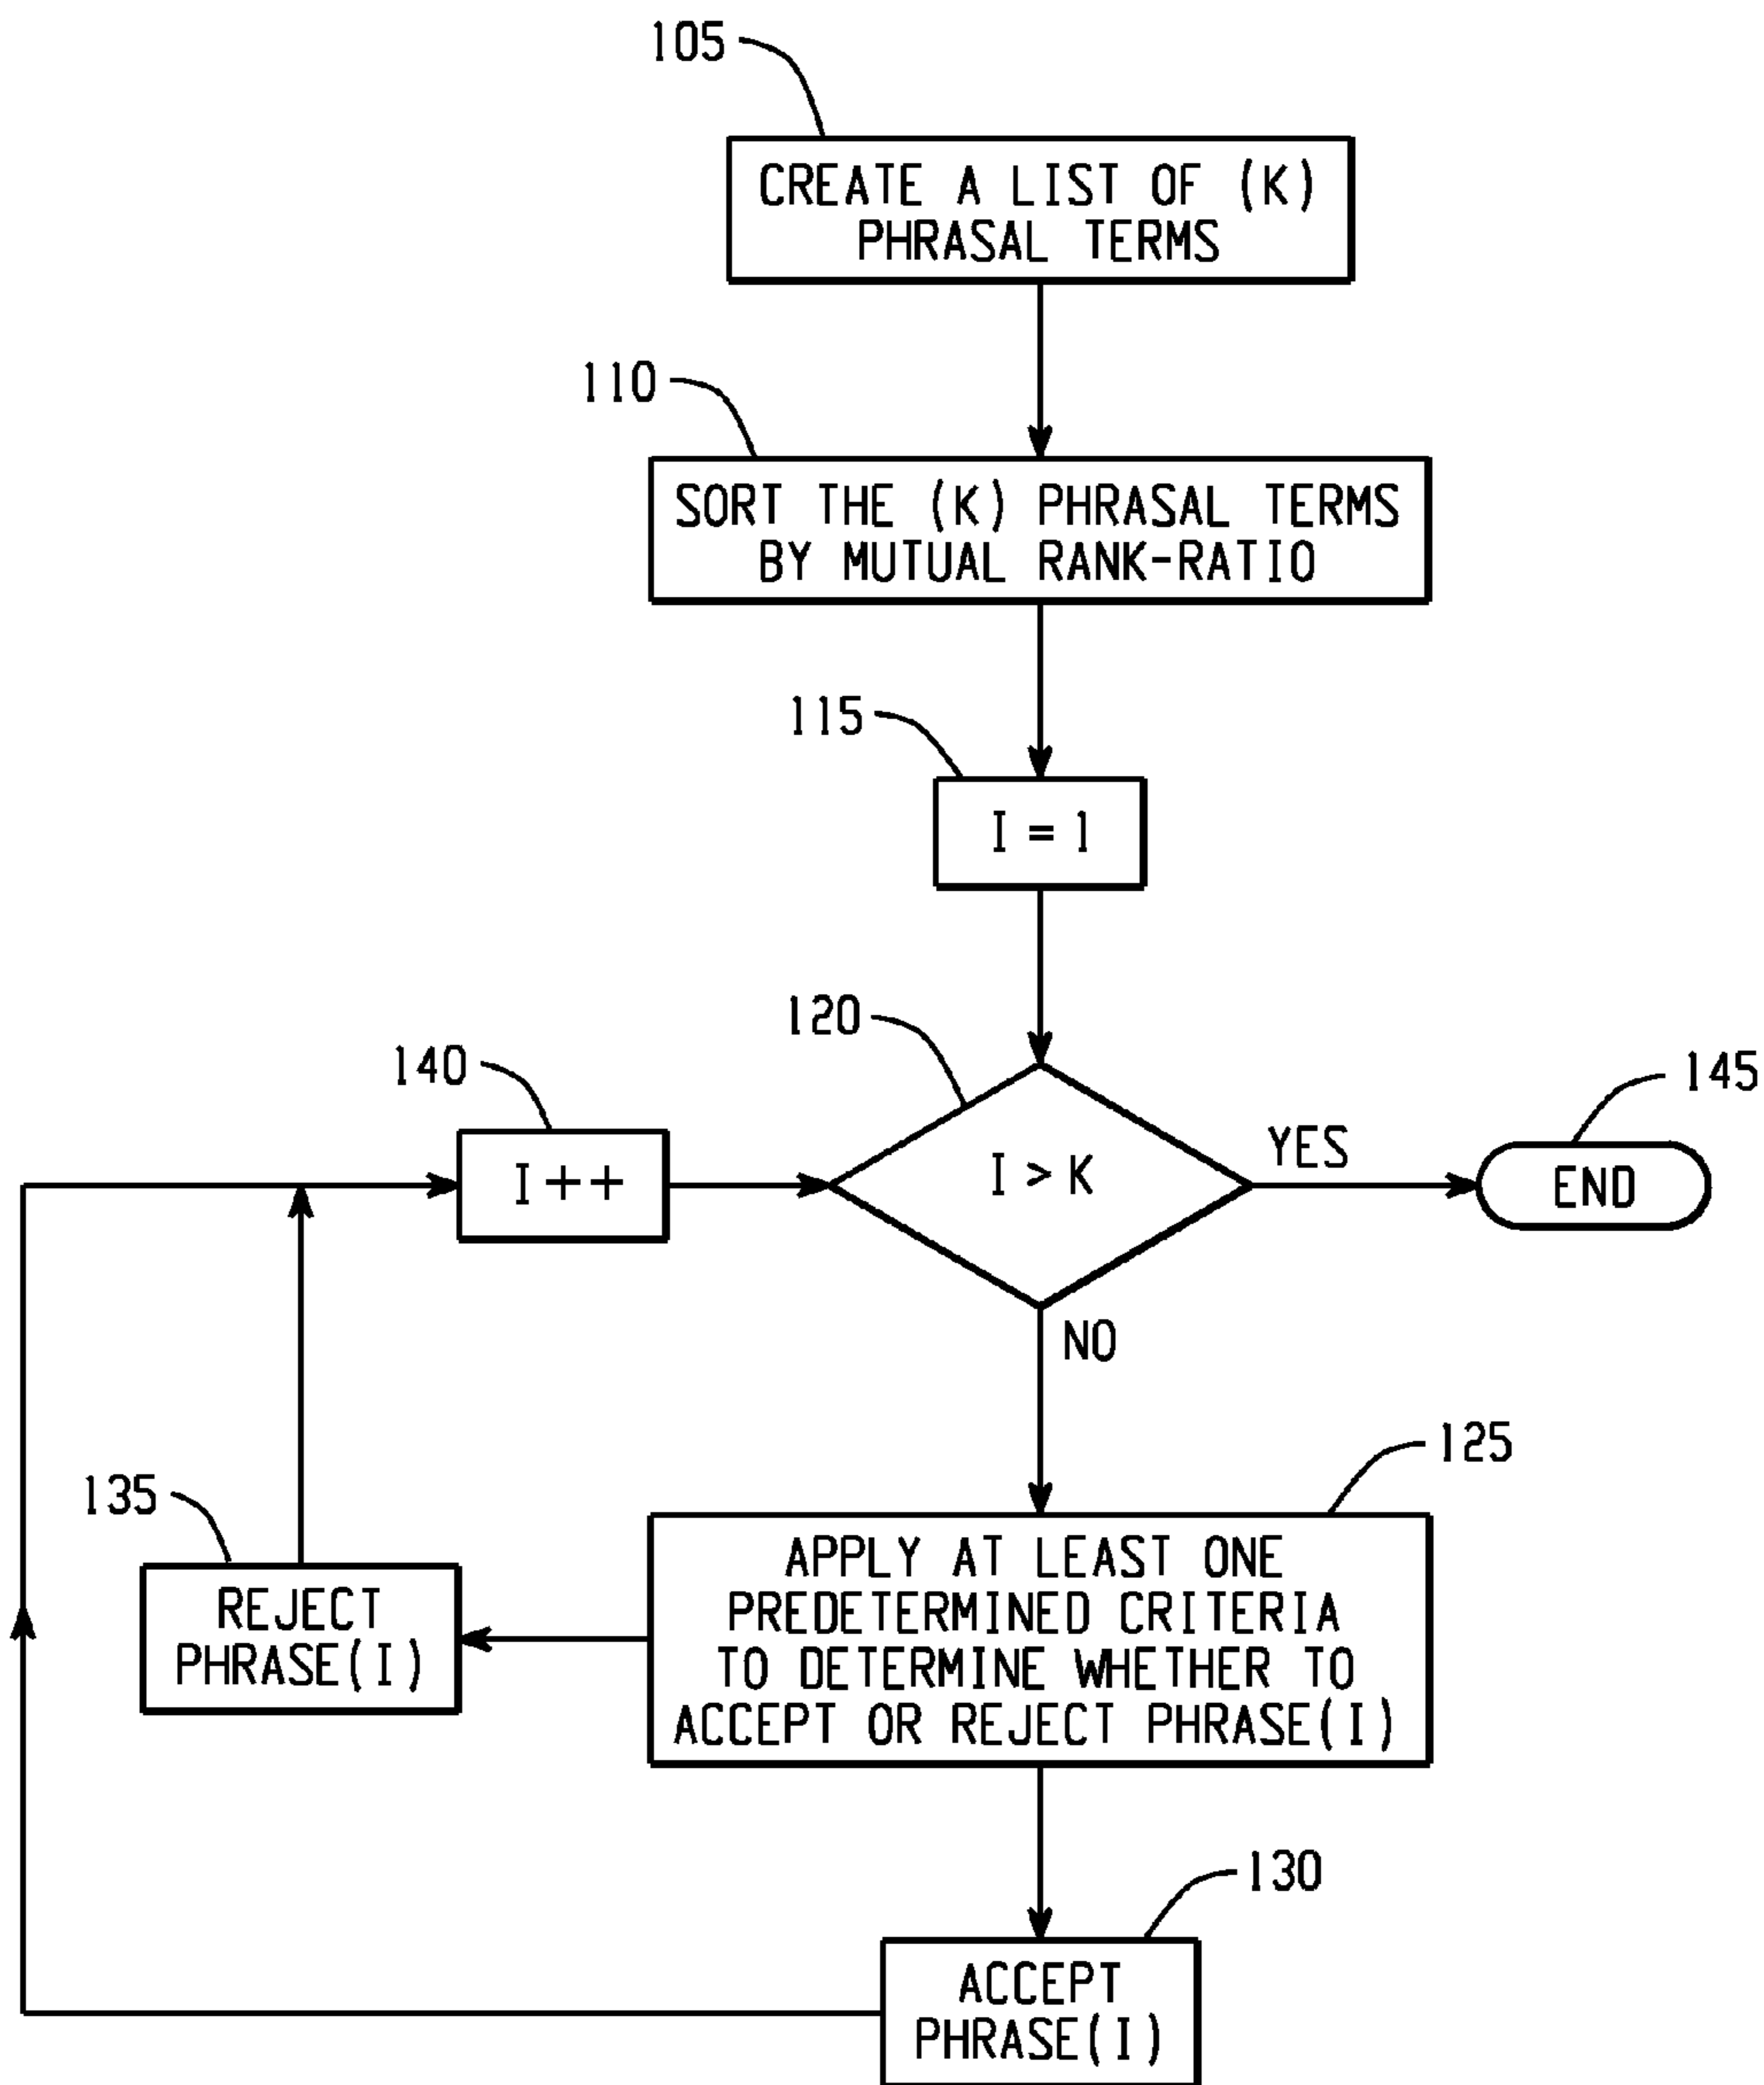 105
CREATE A LIST OF (K)
PHRASAL TERMS
110
SORT THE (K) PHRASAL TERMS
BY MUTUAL RANK-RATIO
115
I = 1
120
140
145
I ++
I > K
YES
END
NO
125
135
APPLY AT LEAST ONE
PREDETERMINED CRITERIA
TO DETERMINE WHETHER TO
ACCEPT OR REJECT PHRASE(I)
REJECT
PHRASE(I)
130
ACCEPT
PHRASE(I)